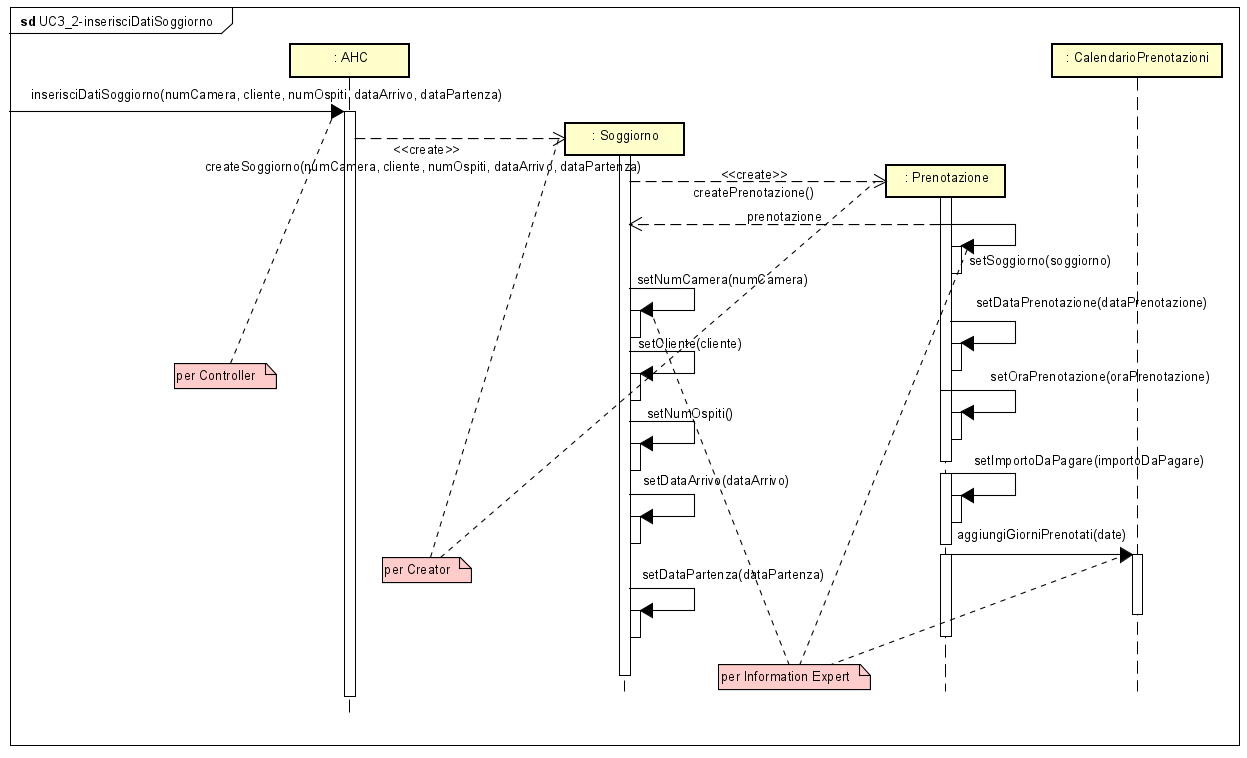 sd UC3_2-inserisciDatiSoggiorno
: AHC
: CalendarioPrenotazioni
inserisciDatiSoggiorno(numCamera, cliente, numOspiti, dataArrivo, dataPartenza)
: Soggiorno
<<create>>
createSoggiorno(numCamera, cliente, numOspiti, dataArrivo, dataPartenza)
<<create>>
: Prenotazione
createPrenotazione()
prenotazione
setSoggiorno(soggiorno)
setNumCamera(numCamera)
setDataPrenotazione(dataPrenotazione)
setCliente(cliente)
per Controller
setOraPrenotazione(oraPrenotazione)
setNumOspiti()
setImportoDaPagare(importoDaPagare)
setDataArrivo(dataArrivo)
aggiungiGiorniPrenotati(date)
per Creator
setDataPartenza(dataPartenza)
per Information Expert